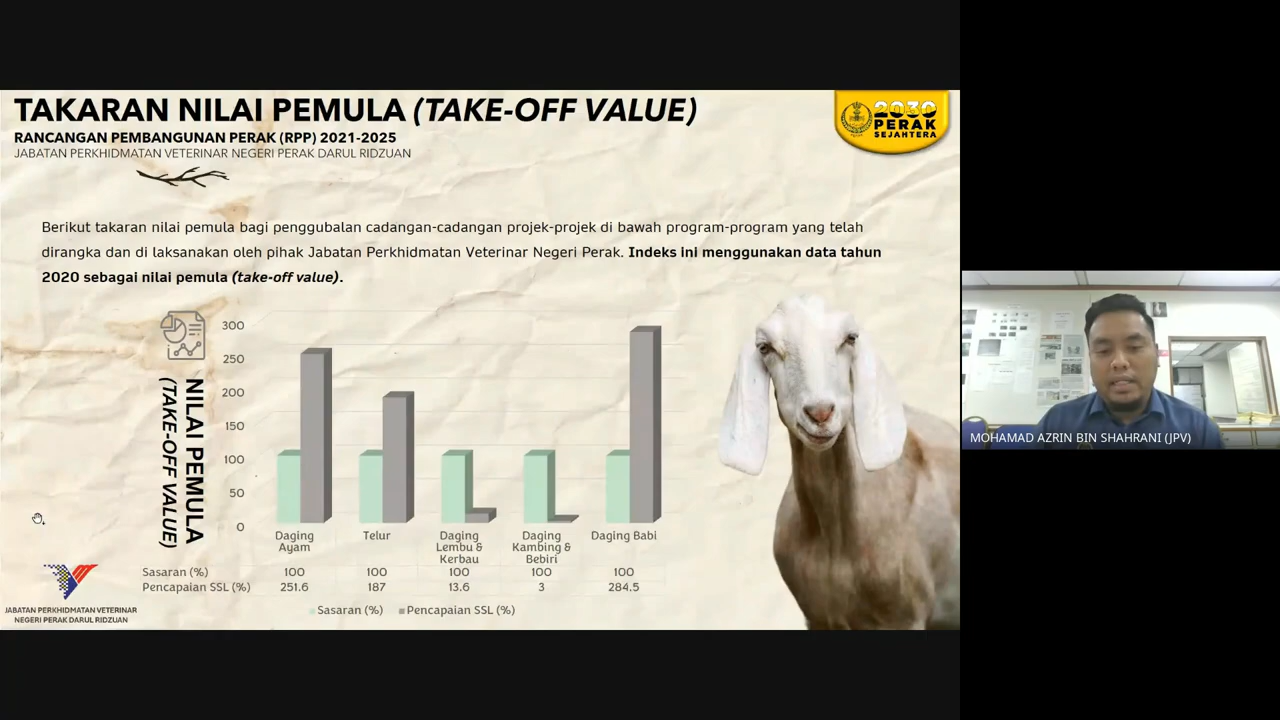 TAKARAN NILAI PEMULA (TAKE-OFF VALUE)
RANCANGAN PEMBANGUNAN PERAK (RPP) 2021-2025
JABATAN PERKHIDMATAN VETERINAR NEGERI PERAK DARUL RIDZUAN
2030
PERAK
SEJAHTERA
Berikut takaran nilai pemula bagi penggubalan cadangan-cadangan projek-projek di bawah program-program yang telah
dirangka dan di laksanakan oleh pihak Jabatan Perkhidmatan Veterinar Negeri Perak. Indeks ini menggunakan data tahun
2020 sebagai nilai pemula (take-off value).
NILAI PEMULA
(TAKE-OFF VALUE)
300
250
200
150
100
50
0
Daging Ayam
Telur
Daging Lembu & Kerbau
Daging Kambing & Bebiri
Daging Babi
Sasaran (%) 100 100 100 100 100
Pencapaian SSL (%) 251.6 187 13.6 3 284.5
Sasaran (%) Pencapaian SSL (%)
JABATAN PERKHIDMATAN VETERINAR
NEGERI PERAK DARUL RIDZUAN
MOHAMAD AZRIN BIN SHAHRANI (JPV)